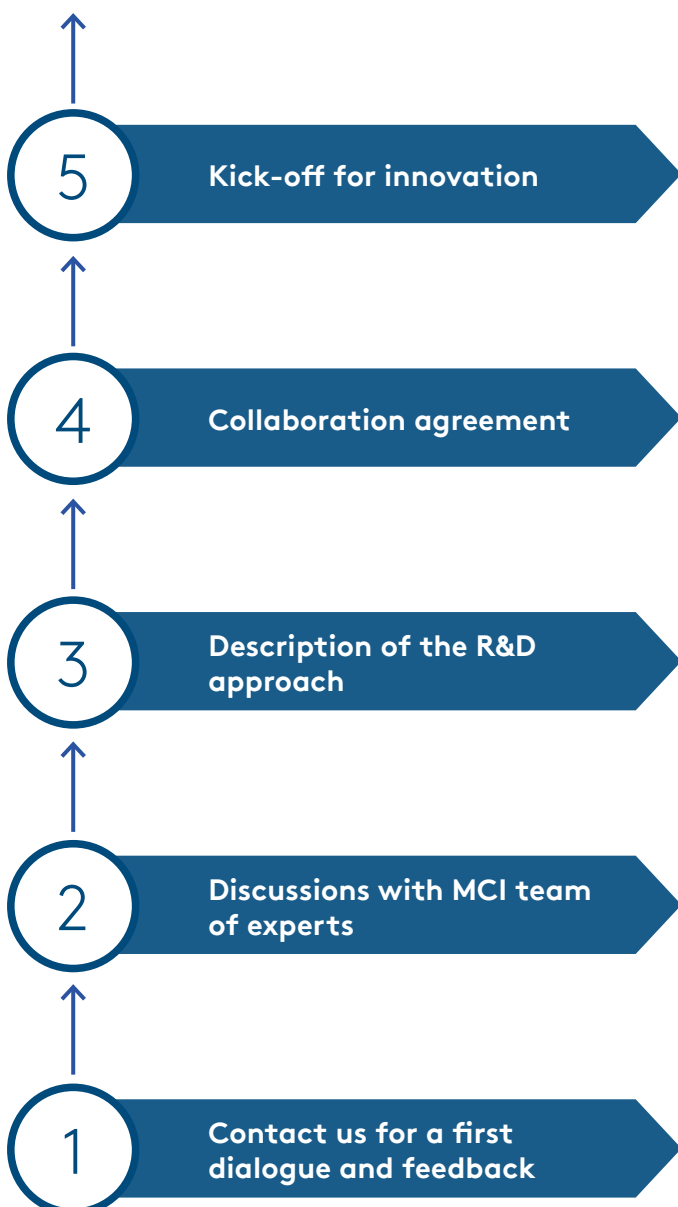 5
Kick-off for innovation
4
Collaboration agreement
3
Description of the R&D
approach
2
Discussions with MCI team
of experts
1
Contact us for a first
dialogue and feedback